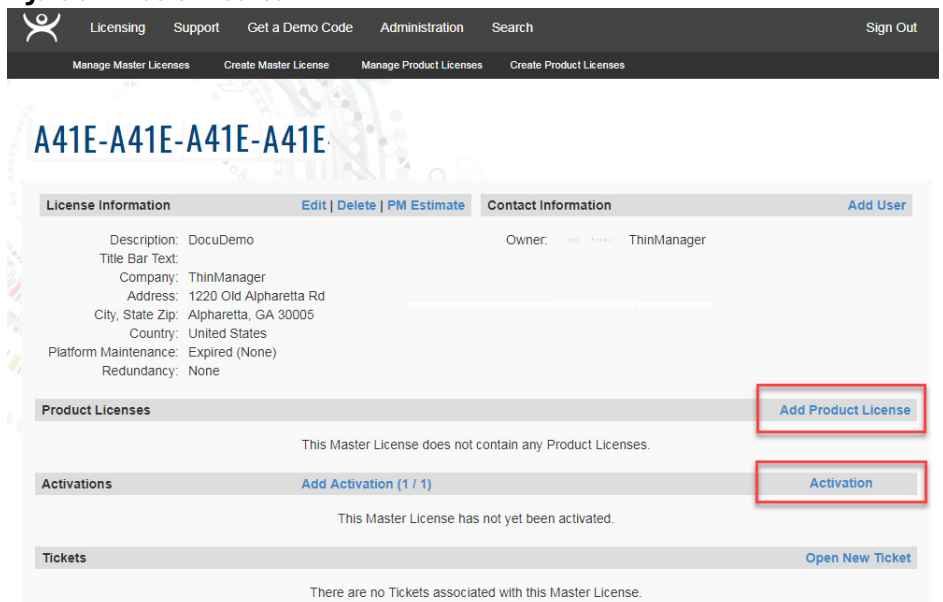 Licensing Support Get a Demo Code Administration Search Sign Out
Manage Master Licenses Create Master License Manage Product Licenses Create Product Licenses
A41E-A41E-A41E-A41E-
License Information Edit | Delete | PM Estimate Contact Information Add User
Description: DocuDemo Owner: ThinManager
Title Bar Text:
Company: ThinManager
Address: 1220 Old Alpharetta Rd
City, State Zip: Alpharetta, GA 30005
Country: United States
Platform Maintenance: Expired (None)
Redundancy: None
Product Licenses Add Product License
This Master License does not contain any Product Licenses.
Activations Add Activation (1 / 1) Activation
This Master License has not yet been activated.
Tickets Open New Ticket
There are no Tickets associated with this Master License.